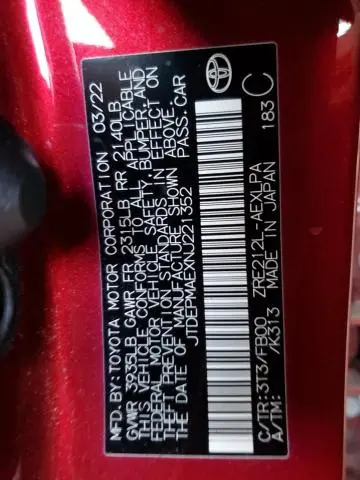 MFD. BY: TOYOTA MOTOR CORPORATION 03/22
GVWR 3935LB GAWR FR 2315LB RR 2140LB
THIS VEHICLE CONFORMS TO ALL APPLICABLE
FEDERAL MOTOR VEHICLE SAFETY, BUMPER, AND
THEFT PREVENTION STANDARDS IN EFFECT ON
THE DATE OF MANUFACTURE SHOWN ABOVE.
JTDEPMAEXNJ221352 PASS.CAR
C/TR: 3T3/FB00 ZRE212L-AEXLPA
A/TM: /K313 MADE IN JAPAN 183 C
TOYOTA